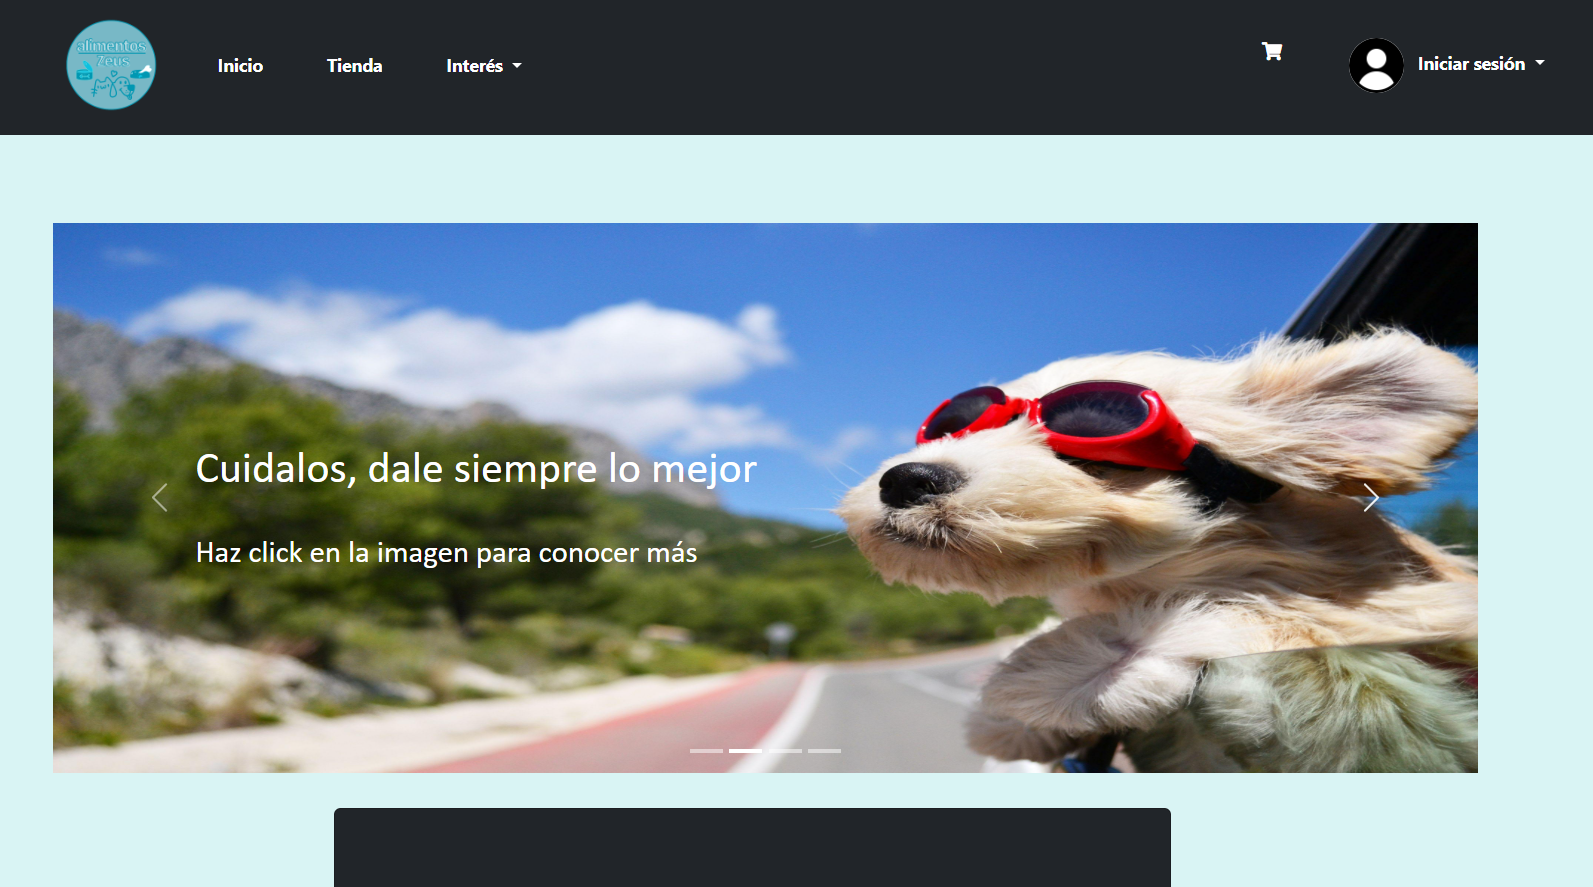 alimentos
Zeus
Inicio
Tienda
Interés
Iniciar sesión
Cuidalos, dale siempre lo mejor
Haz click en la imagen para conocer más